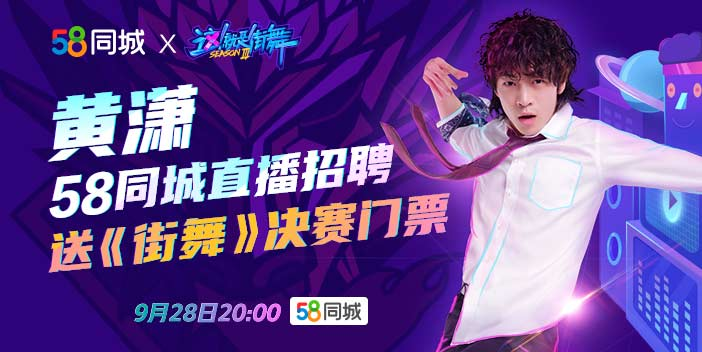 58同城 X 这!就是街舞
SEASON III
黄潇
58同城直播招聘
送《街舞》决赛门票
9月28日20:00 58同城